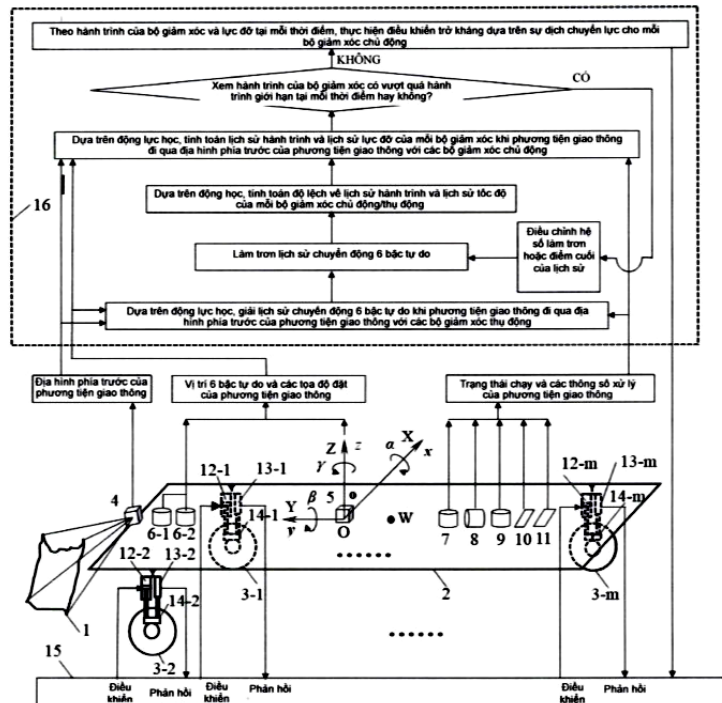 Theo hành trình của bộ giảm xóc và lực đỡ tại mỗi thời điểm, thực hiện điều khiển trở kháng dựa trên sự dịch chuyển lực cho mỗi
bộ giảm xóc chủ động
KHÔNG
CÓ
Xem hành trình của bộ giảm xóc có vượt quá hành
trình giới hạn tại mỗi thời điểm hay không?
Dựa trên động lực học, tính toán lịch sử hành trình và lịch sử lực đỡ của mỗi bộ giảm xóc khi phương tiện giao thông
đi qua địa hình phía trước của phương tiện giao thông với các bộ giảm xóc chủ động
16
Dựa trên động học, tính toán độ lệch về lịch sử hành trình và lịch sử tốc độ
của mỗi bộ giảm xóc chủ động/thụ động
Điều chỉnh hệ
số làm trơn
hoặc điểm cuối
của lịch sử
Làm trơn lịch sử chuyển động 6 bậc tự do
Dựa trên động lực học, giải lịch sử chuyển động 6 bậc tự do khi phương tiện giao thông đi qua địa
hình phía trước của phương tiện giao thông với các bộ giảm xóc thụ động
Địa hình phía trước của
phương tiện giao thông
Vị trí 6 bậc tự do và các tọa độ đặt
của phương tiện giao thông
Trạng thái chạy và các thông số xử lý
của phương tiện giao thông
Z z X x α γ
12-1 13-1 12-m 13-m
4 6-1 6-2 14-1 Y y β 5 O W 7 8 9 10 11 14-m
......
12-2 13-2 3-1 2 3-m
1 14-2
3-2 ......
15
Điều
khiển
Phản hồi
Điều
khiển
Phản hồi
Điều
khiển
Phản hồi